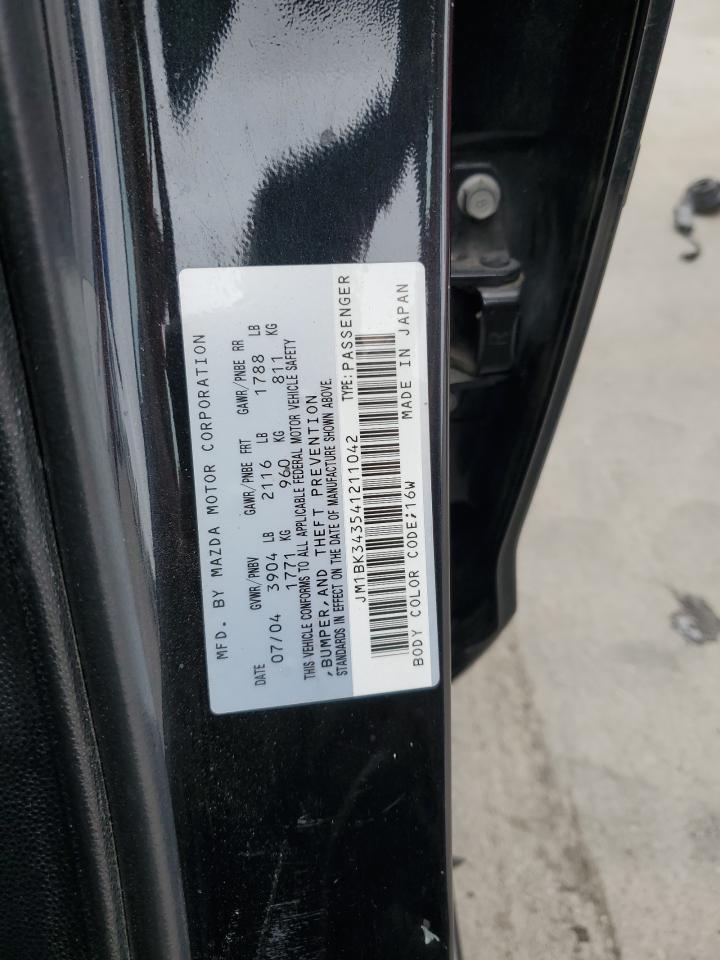 MFD. BY MAZDA MOTOR CORPORATION
DATE GVWR/PNBV GAWR/PNBE FRT GAWR/PNBE RR
07/04 3904 LB 2116 LB 1788 LB
1771 KG 960 KG 811 KG
THIS VEHICLE CONFORMS TO ALL APPLICABLE FEDERAL MOTOR VEHICLE SAFETY
,BUMPER,AND THEFT PREVENTION
STANDARDS IN EFFECT ON THE DATE OF MANUFACTURE SHOWN ABOVE.
JM1BK343541211042 TYPE:PASSENGER
BODY COLOR CODE;16W MADE IN JAPAN
8
R